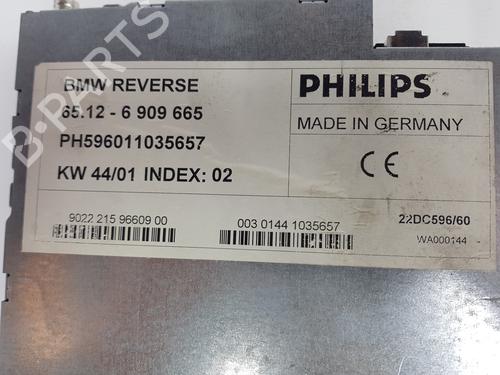 BMW REVERSE
65.12 - 6 909 665
PH596011035657
KW 44/01 INDEX: 02
PHILIPS
MADE IN GERMANY
CE
9022 215 96609 00
003 0144 1035657
22DC596/60
WA000144
B-PARTS